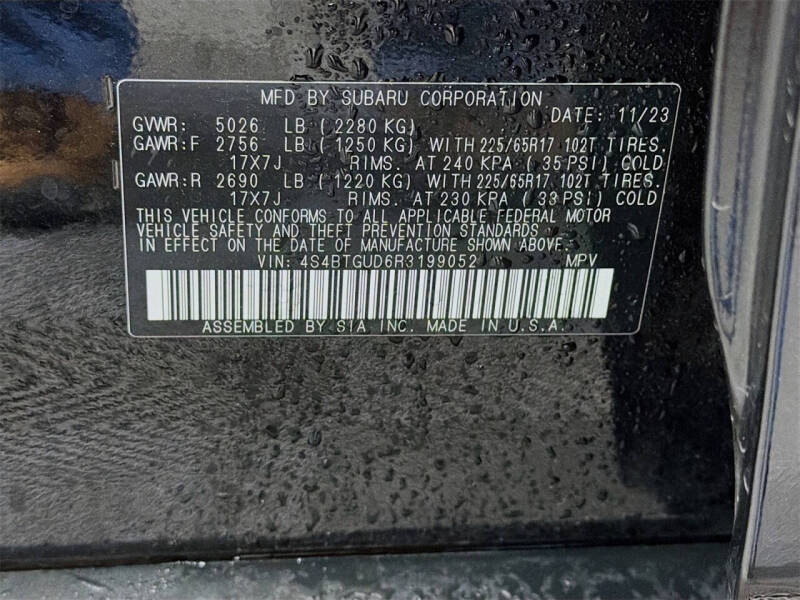 MFD BY SUBARU CORPORATION DATE: 11/23
GVWR: 5026 LB (2280 KG)
GAWR:F 2756 LB (1250 KG) WITH 225/65R17 102T TIRES,
17X7J RIMS, AT 240 KPA (35 PSI) COLD
GAWR:R 2690 LB (1220 KG) WITH 225/65R17 102T TIRES,
17X7J RIMS, AT 230 KPA (33 PSI) COLD
THIS VEHICLE CONFORMS TO ALL APPLICABLE FEDERAL MOTOR
VEHICLE SAFETY AND THEFT PREVENTION STANDARDS
IN EFFECT ON THE DATE OF MANUFACTURE SHOWN ABOVE.
VIN: 4S4BTGUD6R3199052 MPV
ASSEMBLED BY SIA INC. MADE IN U.S.A.